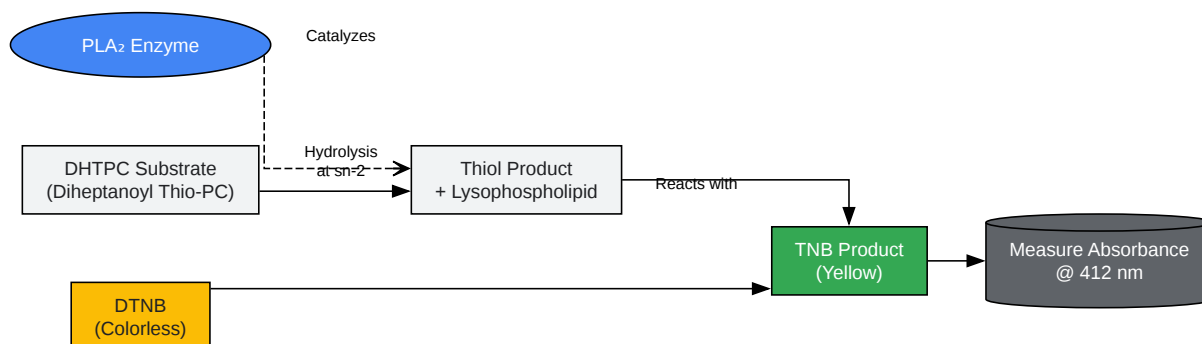 PLA₂ Enzyme
Catalyzes
DHTPC Substrate
(Diheptanoyl Thio-PC)
Hydrolysis
at sn-2
Thiol Product
+ Lysophospholipid
Reacts with
TNB Product
(Yellow)
Measure Absorbance
@ 412 nm
DTNB
(Colorless)